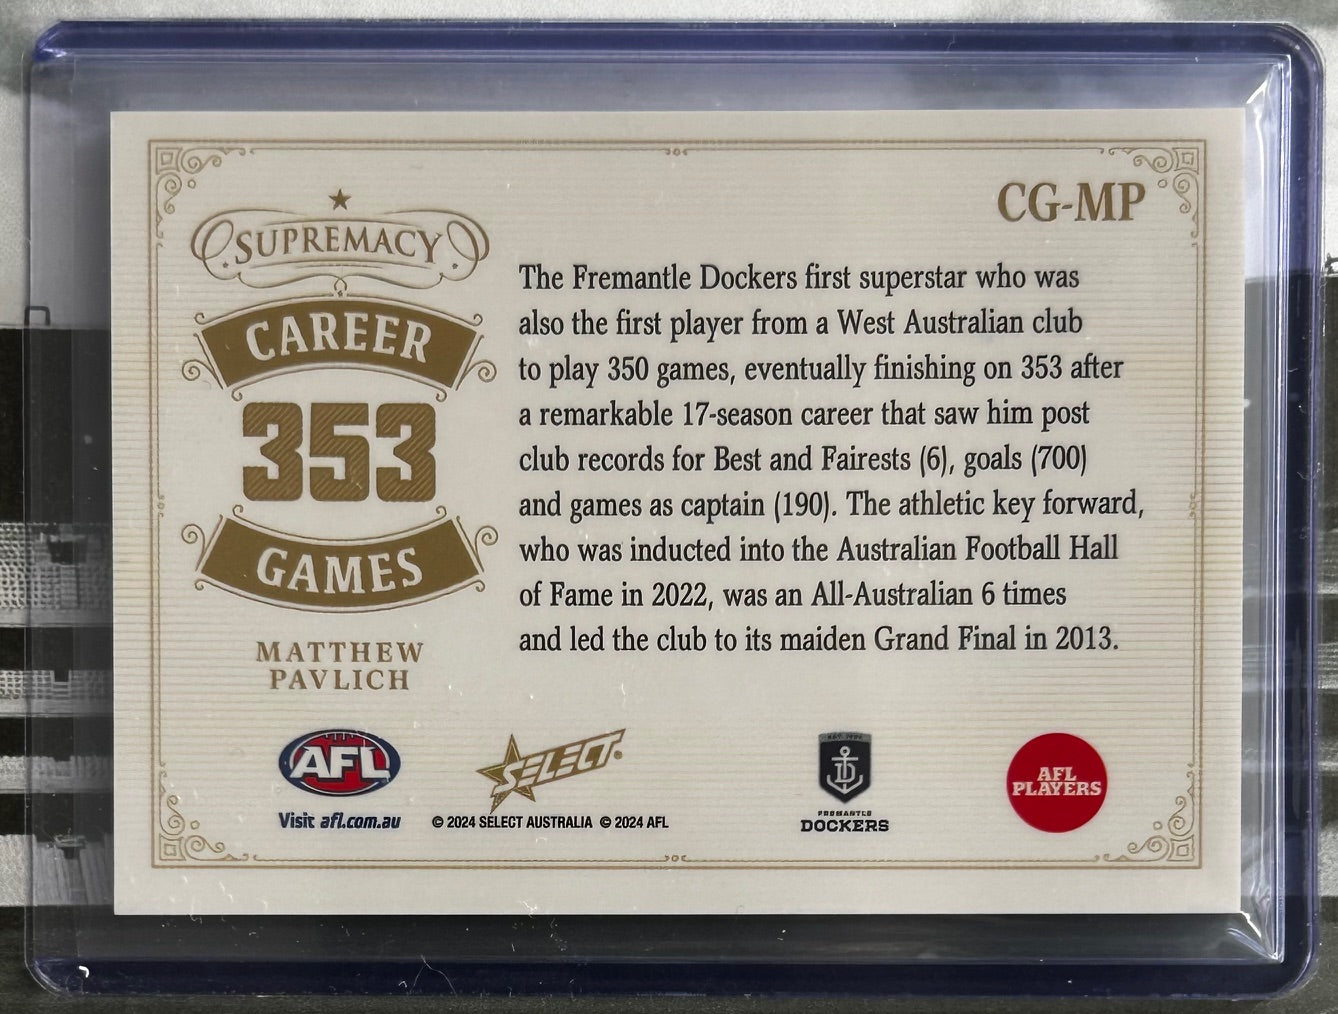 CG-MP
SUPREMACY
CAREER
353
GAMES
MATTHEW
PAVLICH
The Fremantle Dockers first superstar who was
also the first player from a West Australian club
to play 350 games, eventually finishing on 353 after
a remarkable 17-season career that saw him post
club records for Best and Fairests (6), goals (700)
and games as captain (190). The athletic key forward,
who was inducted into the Australian Football Hall
of Fame in 2022, was an All-Australian 6 times
and led the club to its maiden Grand Final in 2013.
AFL
Visit afl.com.au
SELECT
© 2024 SELECT AUSTRALIA © 2024 AFL
FREMANTLE
DOCKERS
AFL
PLAYERS